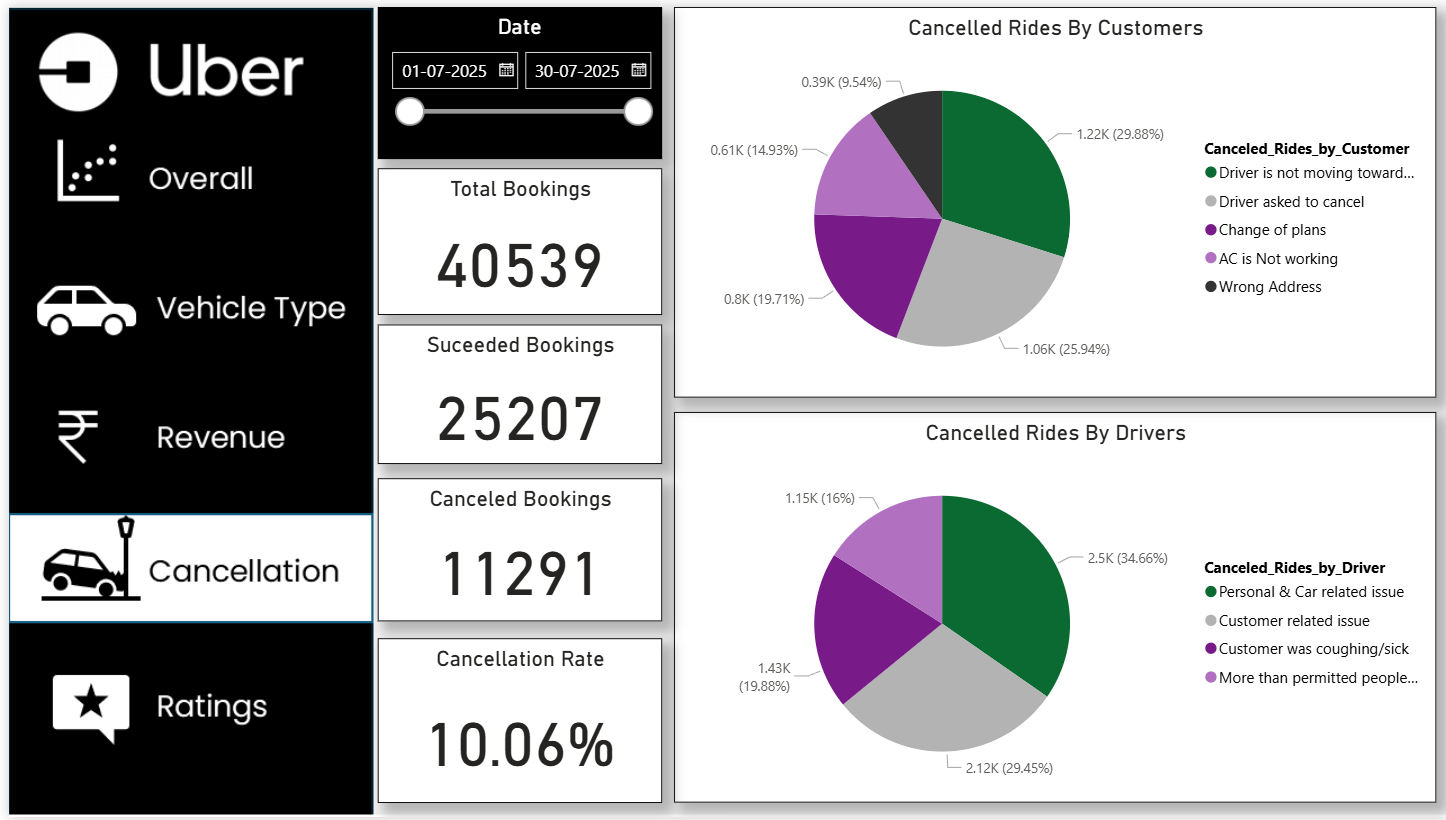 Uber
Overall
Vehicle Type
Revenue
Cancellation
Ratings
Date
01-07-2025
30-07-2025
Total Bookings
40539
Suceeded Bookings
25207
Canceled Bookings
11291
Cancellation Rate
10.06%
Cancelled Rides By Customers
0.39K (9.54%)
1.22K (29.88%)
0.61K (14.93%)
0.8K (19.71%)
1.06K (25.94%)
Canceled_Rides_by_Customer
Driver is not moving toward...
Driver asked to cancel
Change of plans
AC is Not working
Wrong Address
Cancelled Rides By Drivers
1.15K (16%)
2.5K (34.66%)
1.43K
(19.88%)
2.12K (29.45%)
Canceled_Rides_by_Driver
Personal & Car related issue
Customer related issue
Customer was coughing/sick
More than permitted people...